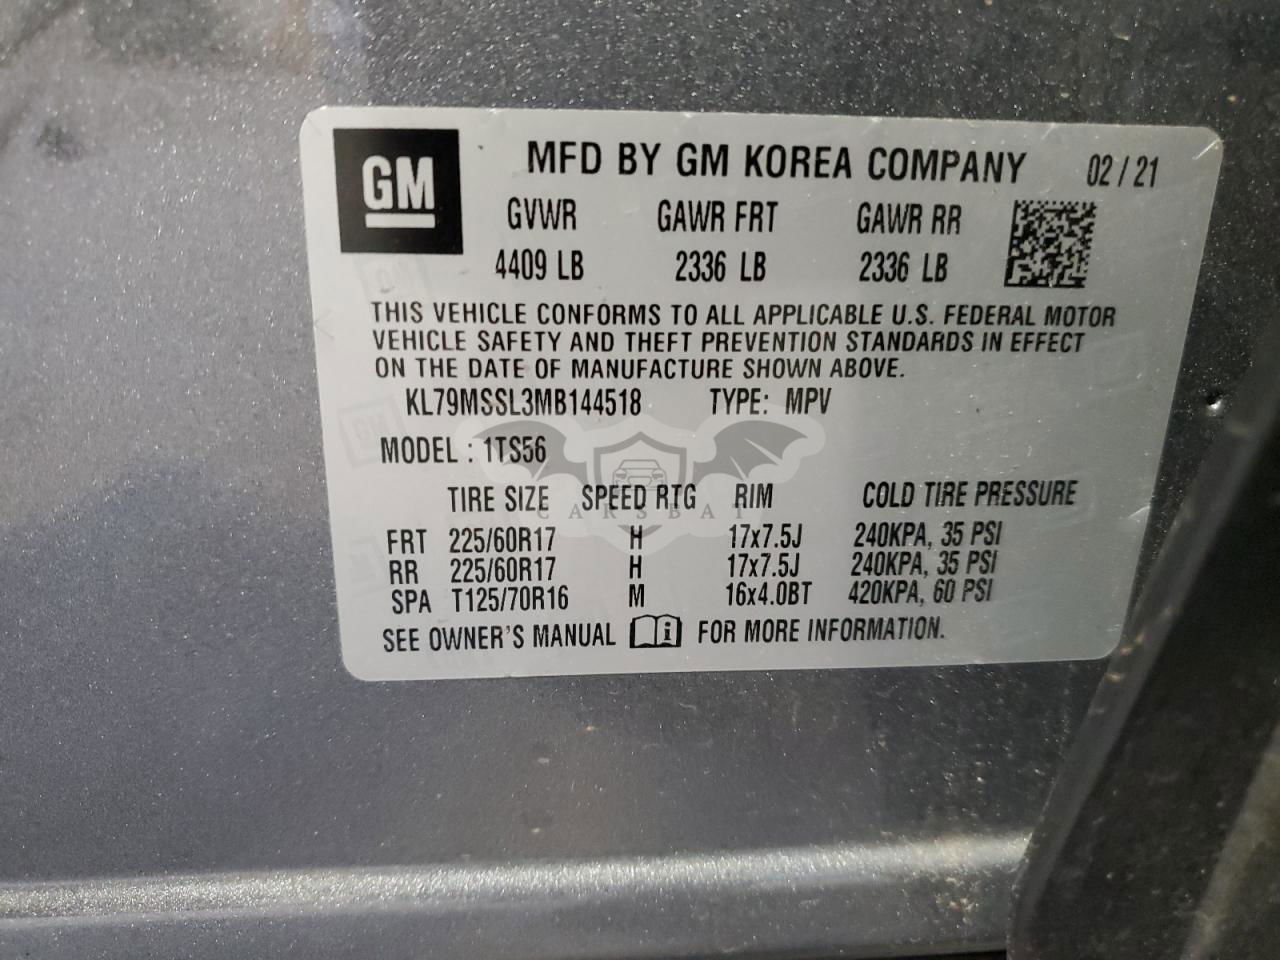 GM
MFD BY GM KOREA COMPANY 02 / 21
GVWR GAWR FRT GAWR RR
4409 LB 2336 LB 2336 LB
THIS VEHICLE CONFORMS TO ALL APPLICABLE U.S. FEDERAL MOTOR
VEHICLE SAFETY AND THEFT PREVENTION STANDARDS IN EFFECT
ON THE DATE OF MANUFACTURE SHOWN ABOVE.
KL79MSSL3MB144518 TYPE: MPV
MODEL : 1TS56
TIRE SIZE SPEED RTG RIM COLD TIRE PRESSURE
CARSBAT
FRT 225/60R17 H 17x7.5J 240KPA, 35 PSI
RR 225/60R17 H 17x7.5J 240KPA, 35 PSI
SPA T125/70R16 M 16x4.0BT 420KPA, 60 PSI
SEE OWNER'S MANUAL i FOR MORE INFORMATION.